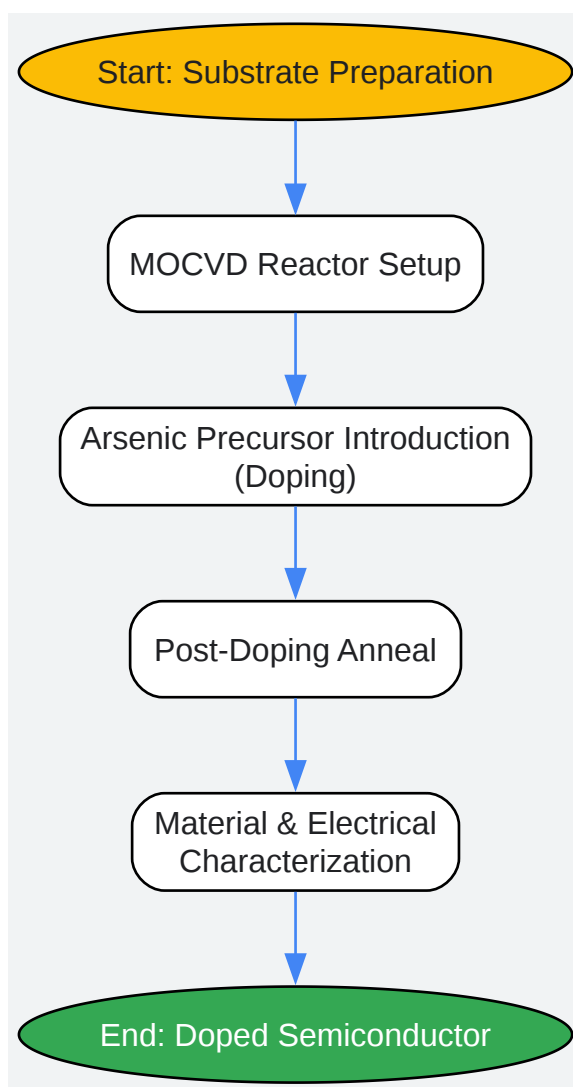 Start: Substrate Preparation
MOCVD Reactor Setup
Arsenic Precursor Introduction
(Doping)
Post-Doping Anneal
Material & Electrical
Characterization
End: Doped Semiconductor